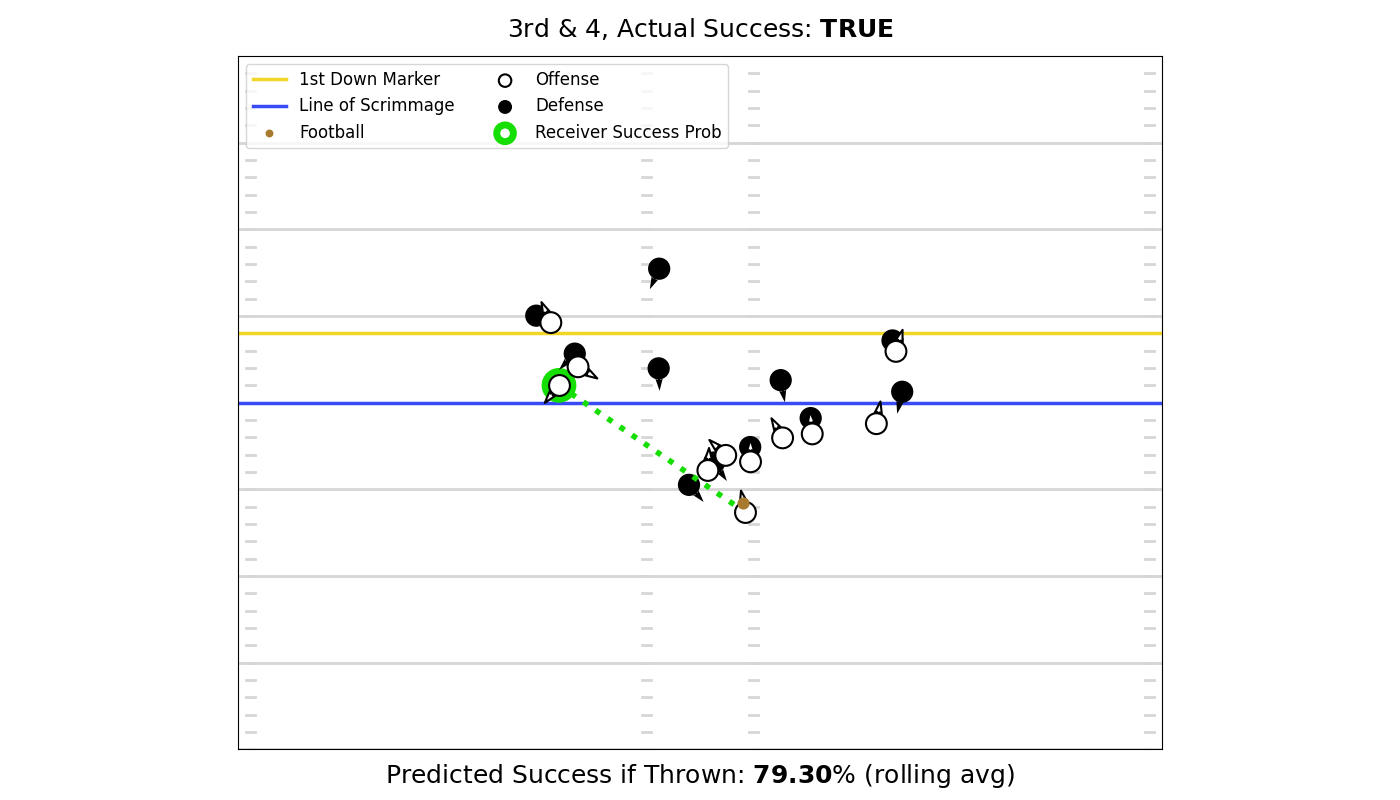 3rd & 4, Actual Success: TRUE
1st Down Marker
Line of Scrimmage
Football
Offense
Defense
Receiver Success Prob
Predicted Success if Thrown: 79.30% (rolling avg)